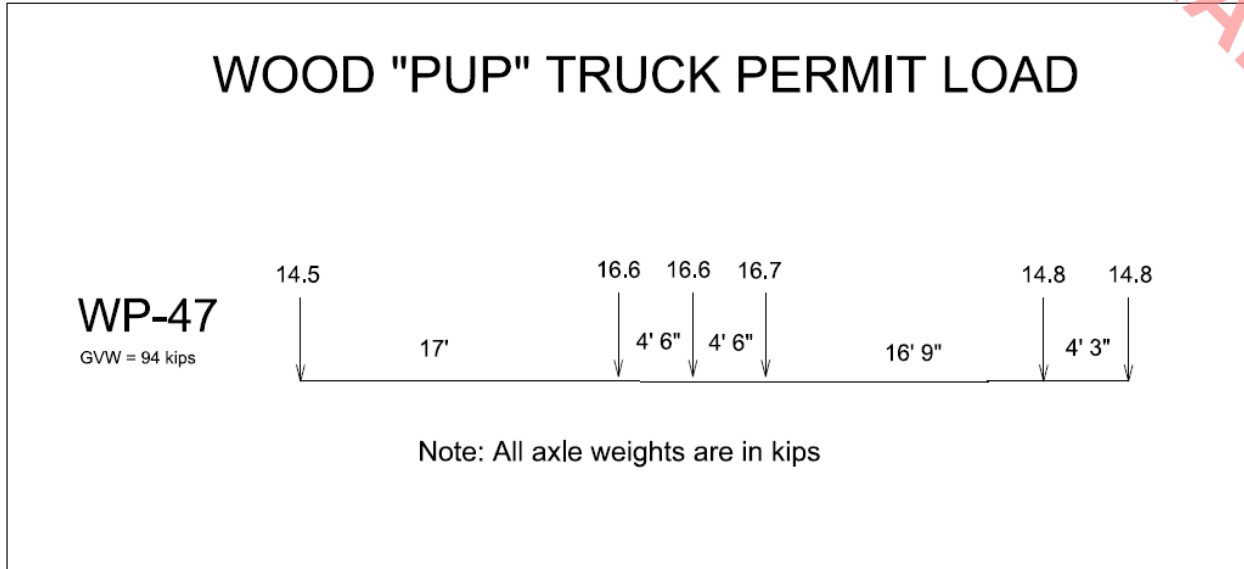 WOOD "PUP" TRUCK PERMIT LOAD
14.5 16.6 16.6 16.7 14.8 14.8
WP-47
GVW = 94 kips
17' 4' 6" 4' 6" 16' 9" 4' 3"
Note: All axle weights are in kips